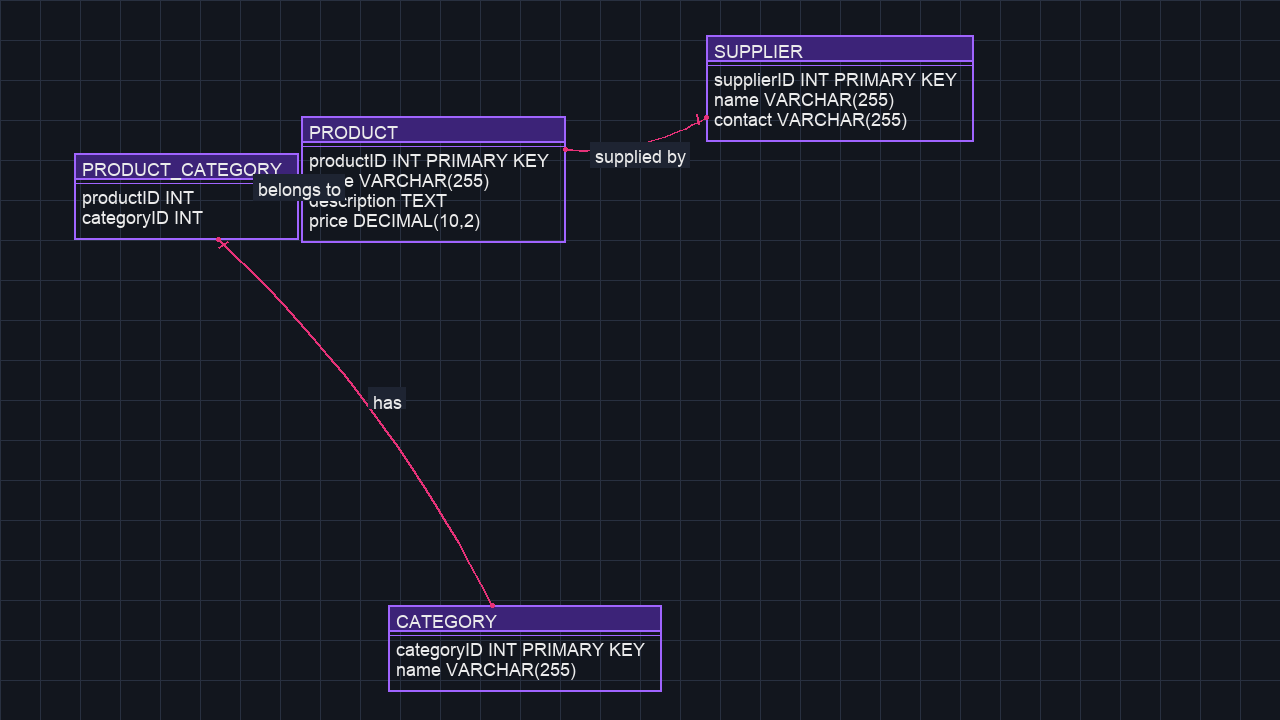 SUPPLIER
supplierID INT PRIMARY KEY
name VARCHAR(255)
contact VARCHAR(255)
PRODUCT
productID INT PRIMARY KEY
VARCHAR(255)
description TEXT
price DECIMAL(10,2)
supplied by
PRODUCT_CATEGORY
productID INT
categoryID INT
belongs to
has
CATEGORY
categoryID INT PRIMARY KEY
name VARCHAR(255)